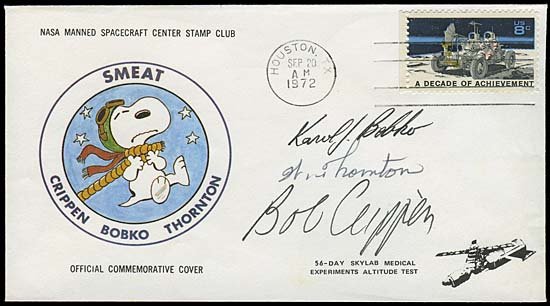 NASA MANNED SPACECRAFT CENTER STAMP CLUB
SMEAT
CRIPPEN BOBKO THORNTON
OFFICIAL COMMEMORATIVE COVER
HOUSTON, TX
SEP 20
A M
1972
US
8c
A DECADE OF ACHIEVEMENT
Karol J. Bobko
W. Thornton
Bob Crippen
56-DAY SKYLAB MEDICAL
EXPERIMENTS ALTITUDE TEST